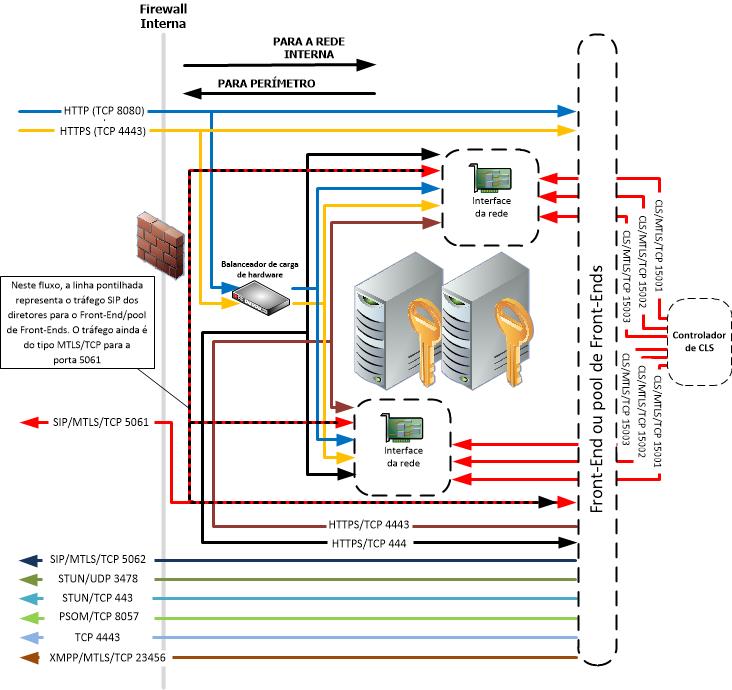 Firewall
Interna
PARA A REDE
INTERNA
PARA PERÍMETRO
HTTP (TCP 8080)
HTTPS (TCP 4443)
Interface
da rede
Balanceador de carga
de hardware
Neste fluxo, a linha pontilhada
representa o tráfego SIP dos
diretores para o Front-End/pool
de Front-Ends. O tráfego ainda é
do tipo MTLS/TCP para a
porta 5061
CLS/MTLS/TCP 15001
CLS/MTLS/TCP 15002
CLS/MTLS/TCP 15003
Front-End ou pool de Front-Ends
Controlador
de CLS
CLS/MTLS/TCP 15003
CLS/MTLS/TCP 15002
CLS/MTLS/TCP 15001
SIP/MTLS/TCP 5061
Interface
da rede
HTTPS/TCP 4443
HTTPS/TCP 444
SIP/MTLS/TCP 5062
STUN/UDP 3478
STUN/TCP 443
PSOM/TCP 8057
TCP 4443
XMPP/MTLS/TCP 23456